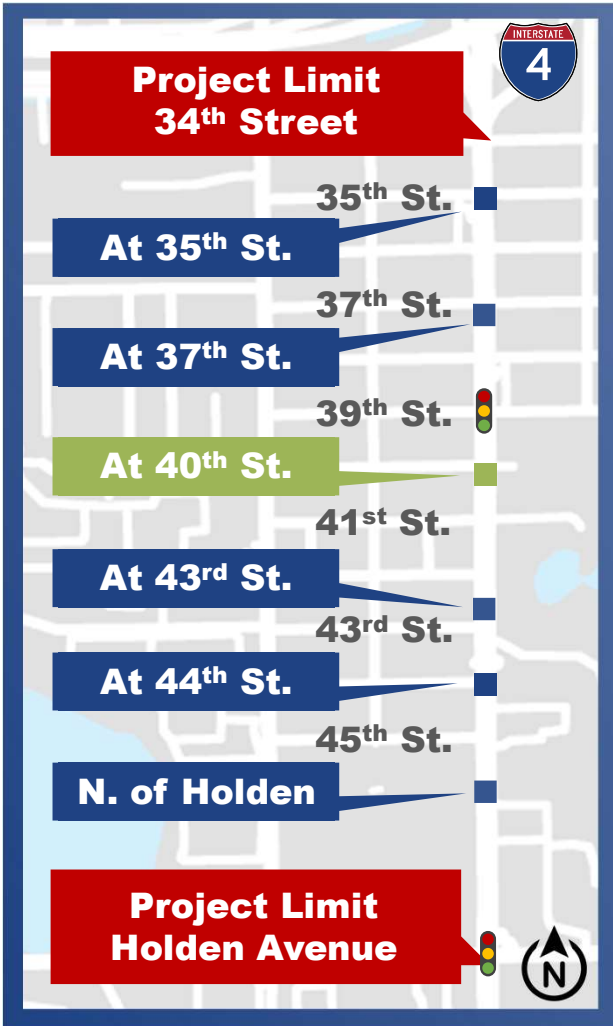 INTERSTATE
4
Project Limit
34th Street
35th St.
At 35th St.
37th St.
At 37th St.
39th St.
At 40th St.
41st St.
At 43rd St.
43rd St.
At 44th St.
45th St.
N. of Holden
Project Limit
Holden Avenue
N